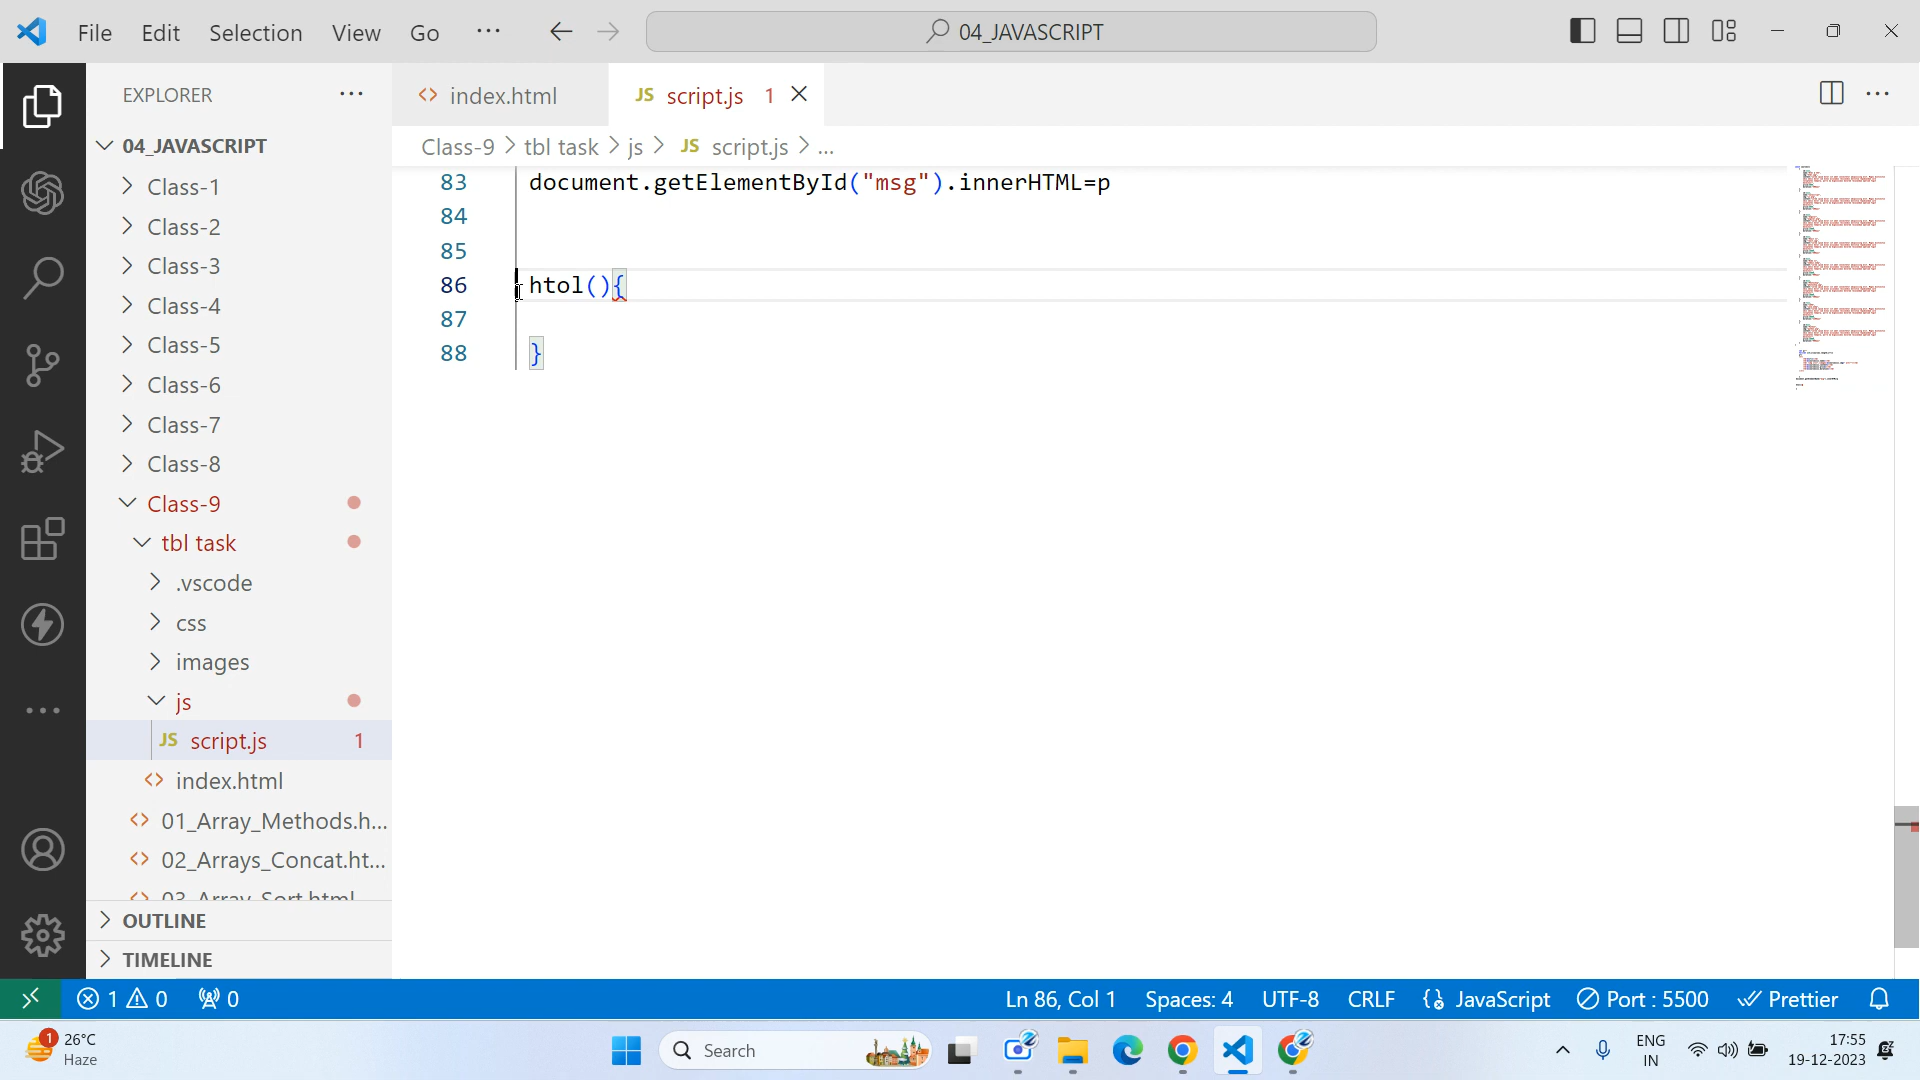 File Edit Selection View Go ··· 04_JAVASCRIPT
EXPLORER ···
index.html
JS script.js 1
04_JAVASCRIPT
Class-9 > tbl task > js > JS script.js > ...
Class-1
Class-2
Class-3
Class-4
Class-5
Class-6
Class-7
Class-8
Class-9
tbl task
.vscode
css
images
js
JS script.js 1
index.html
01_Array_Methods.h...
02_Arrays_Concat.ht...
03_Array_Sort.html
OUTLINE
TIMELINE
83 document.getElementById("msg").innerHTML=p
84
85
86 htol(){
87
88 }
1 0 0 Ln 86, Col 1 Spaces: 4 UTF-8 CRLF JavaScript Port : 5500 Prettier
1 26°C
Haze
Search
ENG
IN
17:55
19-12-2023